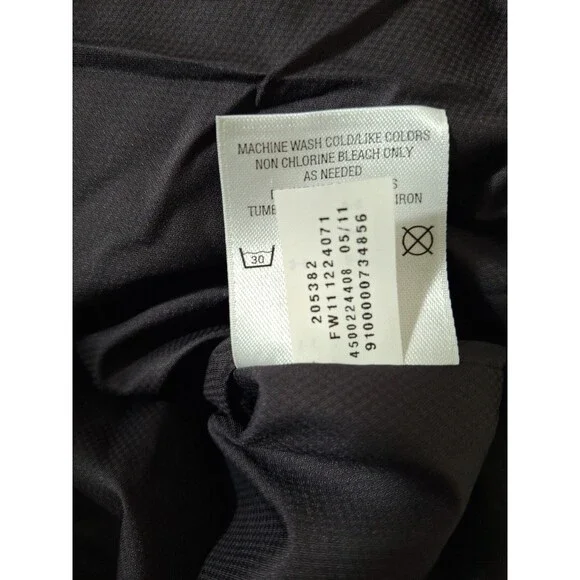 MACHINE WASH COLD/LIKE COLORS
NON CHLORINE BLEACH ONLY
AS NEEDED
IRON
30
205382
FW111224071
4500224408 05/11
9100000734856